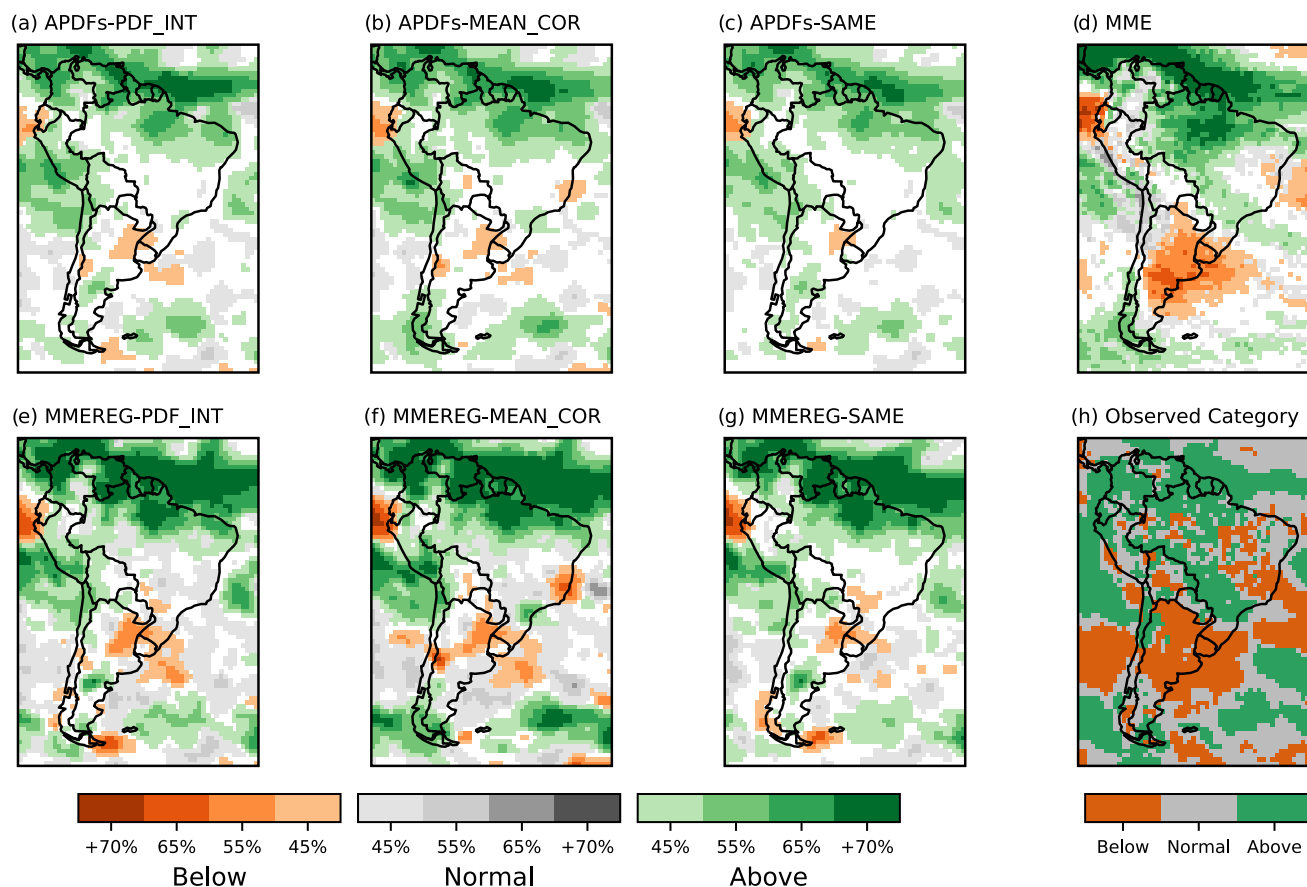 (a) APDFs-PDF_INT
(b) APDFs-MEAN_COR
(c) APDFs-SAME
(d) MME
(e) MMEREG-PDF_INT
(f) MMEREG-MEAN_COR
(g) MMEREG-SAME
(h) Observed Category
+70% 65% 55% 45%
Below
45% 55% 65% +70%
Normal
45% 55% 65% +70%
Above
Below Normal Above